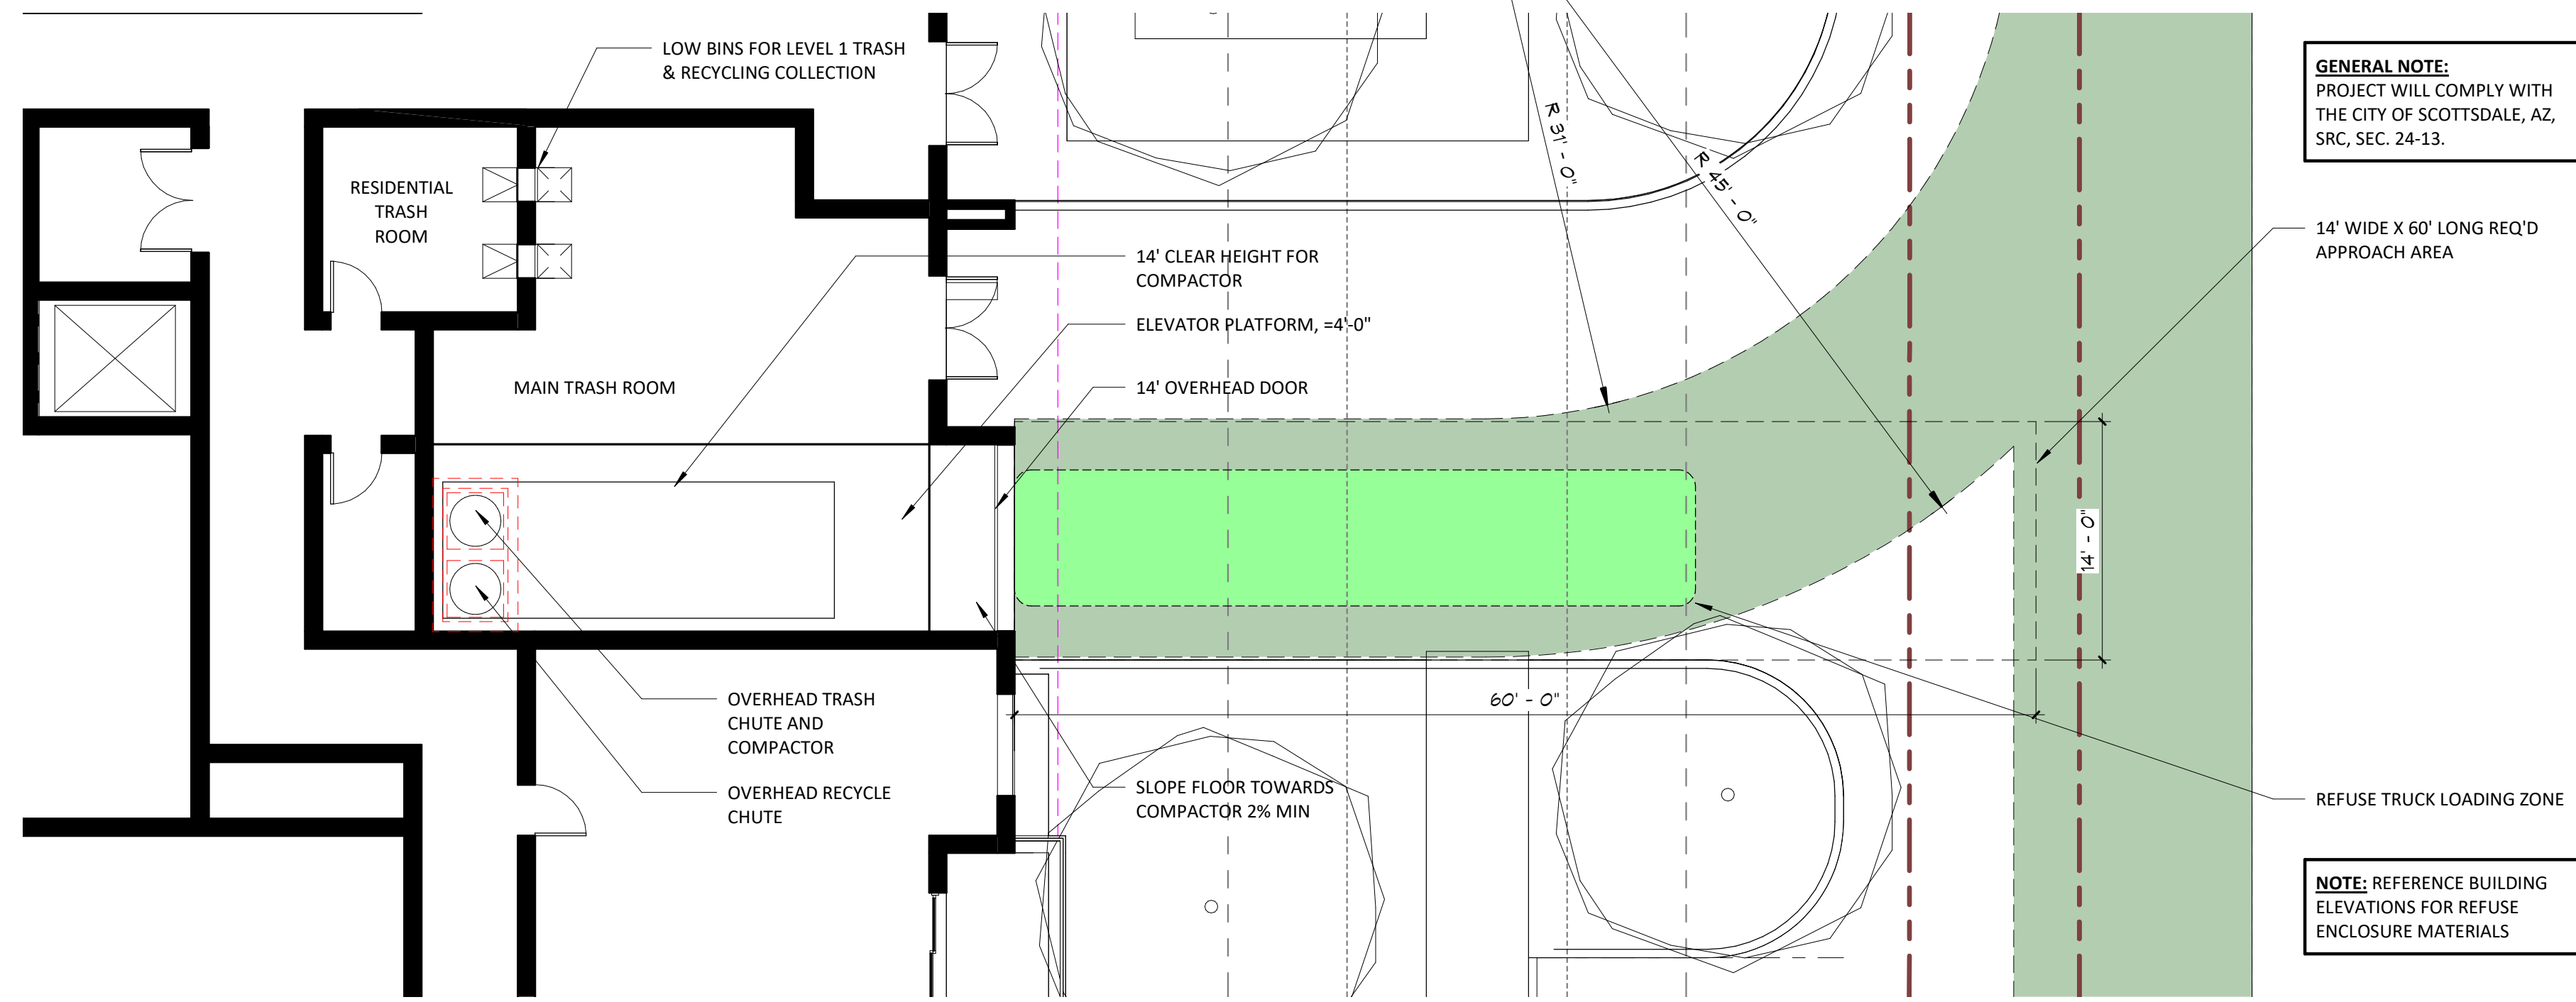 LOW BINS FOR LEVEL 1 TRASH
& RECYCLING COLLECTION
RESIDENTIAL
TRASH
ROOM
MAIN TRASH ROOM
14' CLEAR HEIGHT FOR
COMPACTOR
ELEVATOR PLATFORM, =4'-0"
14' OVERHEAD DOOR
R 31' - 0"
R 45' - 0"
GENERAL NOTE:
PROJECT WILL COMPLY WITH
THE CITY OF SCOTTSDALE, AZ,
SRC, SEC. 24-13.
14' WIDE X 60' LONG REQ'D
APPROACH AREA
14' - 0"
60' - 0"
OVERHEAD TRASH
CHUTE AND
COMPACTOR
OVERHEAD RECYCLE
CHUTE
SLOPE FLOOR TOWARDS
COMPACTOR 2% MIN
REFUSE TRUCK LOADING ZONE
NOTE: REFERENCE BUILDING
ELEVATIONS FOR REFUSE
ENCLOSURE MATERIALS